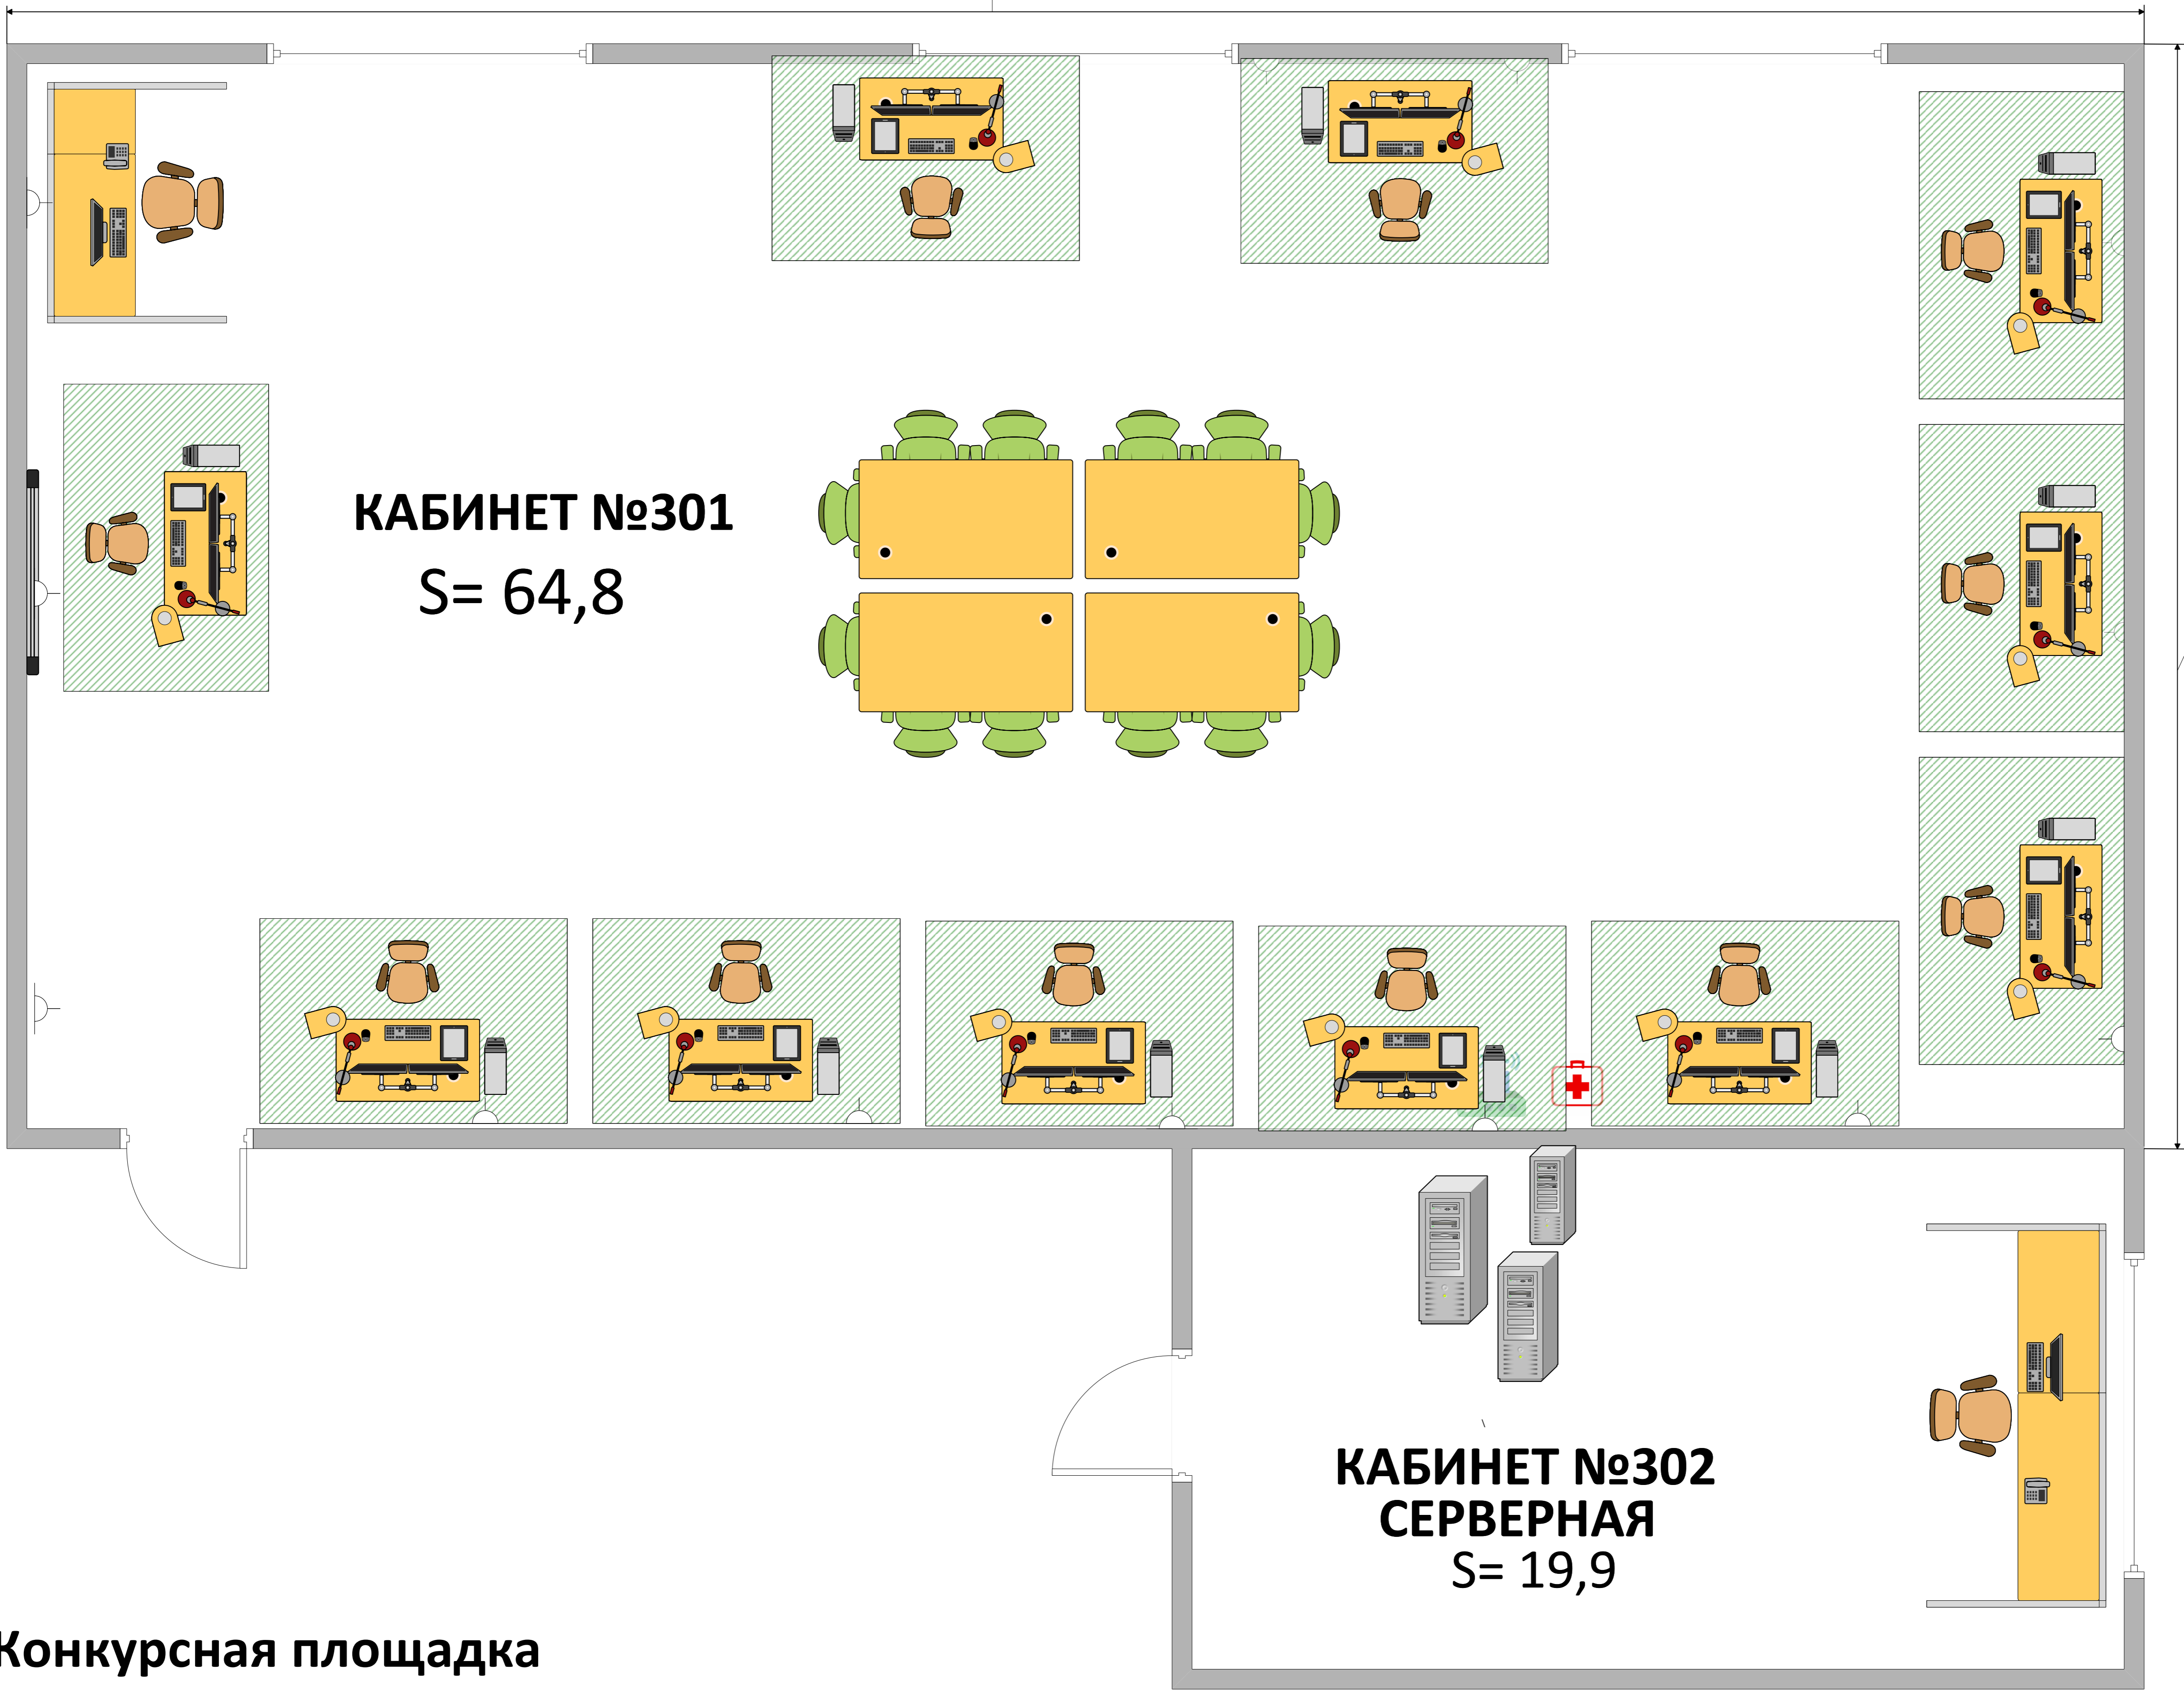 КАБИНЕТ №301
S= 64,8
КАБИНЕТ №302
СЕРВЕРНАЯ
S= 19,9
Конкурсная площадка